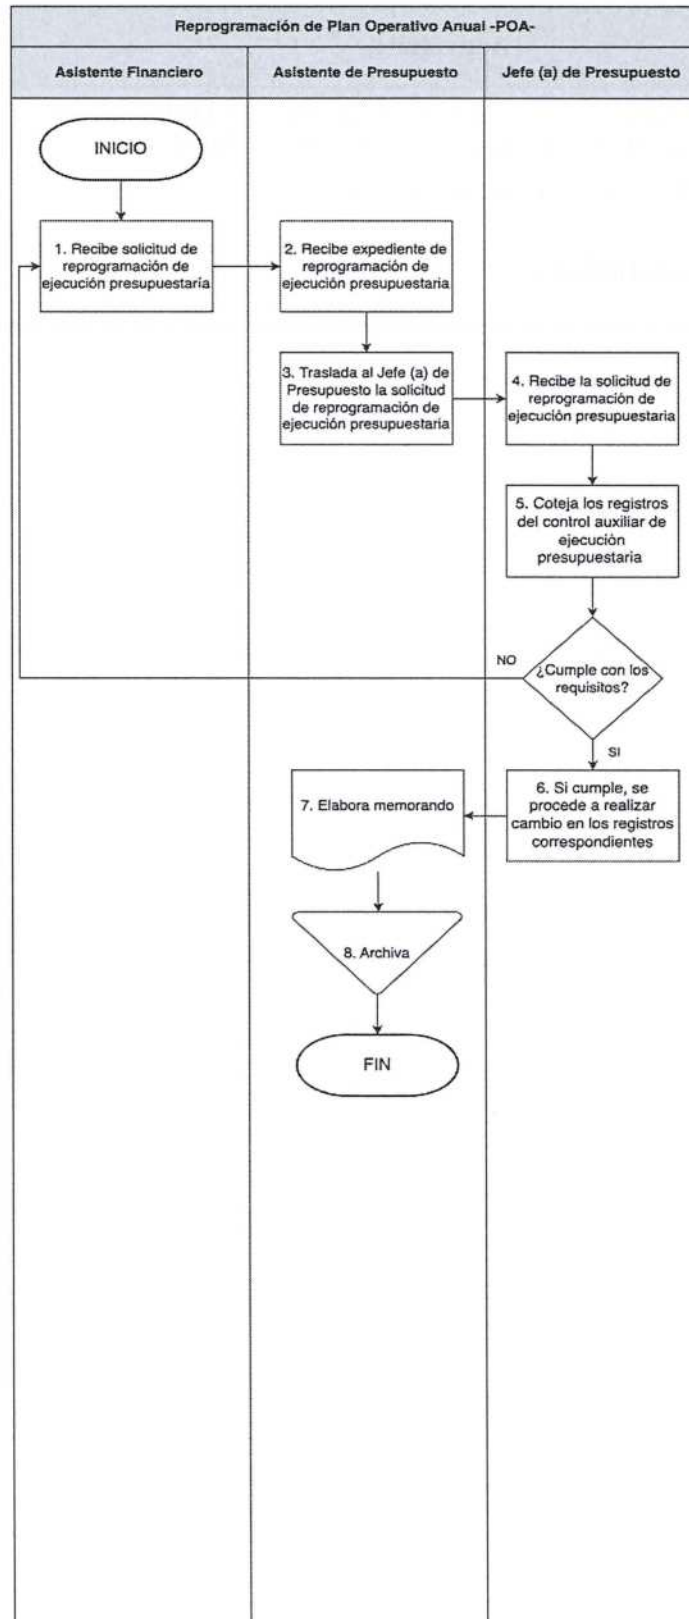 Reprogramación de Plan Operativo Anual -POA-
Asistente Financiero
Asistente de Presupuesto
Jefe (a) de Presupuesto
INICIO
1. Recibe solicitud de
reprogramación de
ejecución presupuestaria
2. Recibe expediente de
reprogramación de
ejecución presupuestaria
3. Traslada al Jefe (a) de
Presupuesto la solicitud
de reprogramación de
ejecución presupuestaria
4. Recibe la solicitud de
reprogramación de
ejecución presupuestaria
5. Coteja los registros
del control auxiliar de
ejecución
presupuestaria
NO
¿Cumple con los
requisitos?
SI
6. Si cumple, se
procede a realizar
cambio en los registros
correspondientes
7. Elabora memorando
8. Archiva
FIN